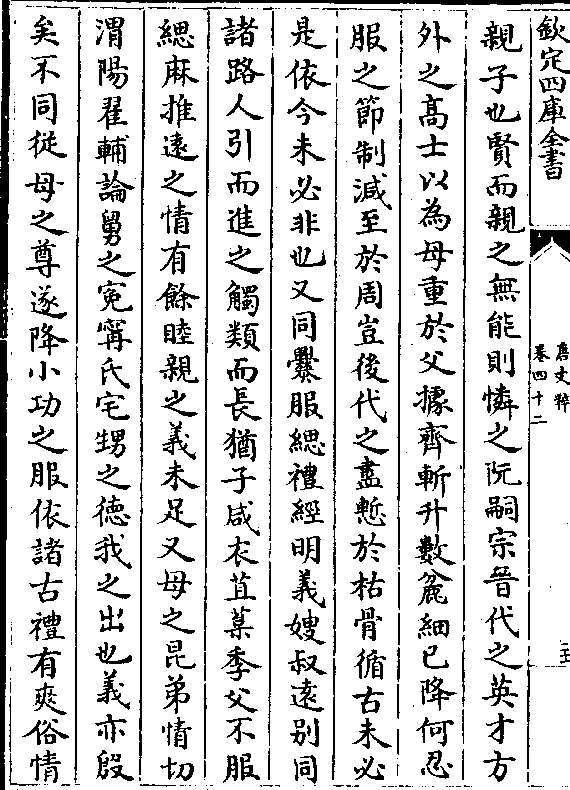 欽定四庫全書
唐文粹
卷四十二
親子也賢而親之無能則憐之阮嗣宗晉代之英才方
外之髙士以為母重於父據齊斬升數麄細已降何忍
服之節制減至於周豈後代之盡慙於枯骨循古未必
是依今未必非也又同爨服緦禮經明義嫂叔逺别同
諸路人引而進之觸類而長猶子咸衣苴菒季父不服
緦麻推逺之情有餘睦親之義未足又母之昆弟情切
渭陽翟輔論舅之寃甯氏宅甥之徳我之出也義亦殷
矣不同從母之尊遂降小功之服依諸古禮有爽俗情